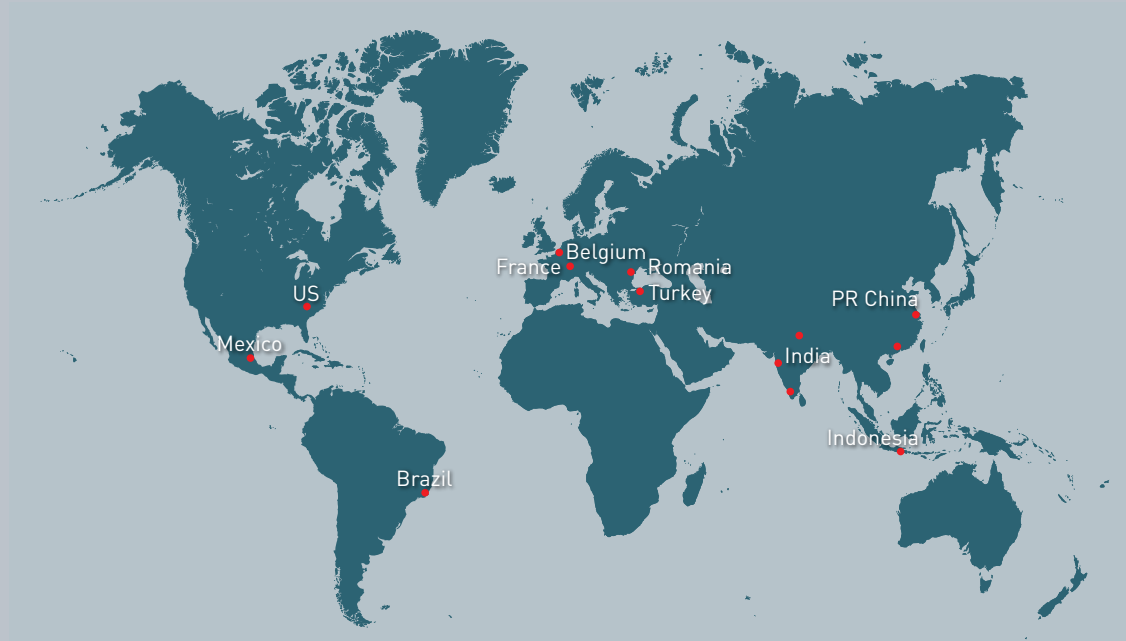 Belgium
France
Romania
US
Turkey
PR China
Mexico
India
Indonesia
Brazil